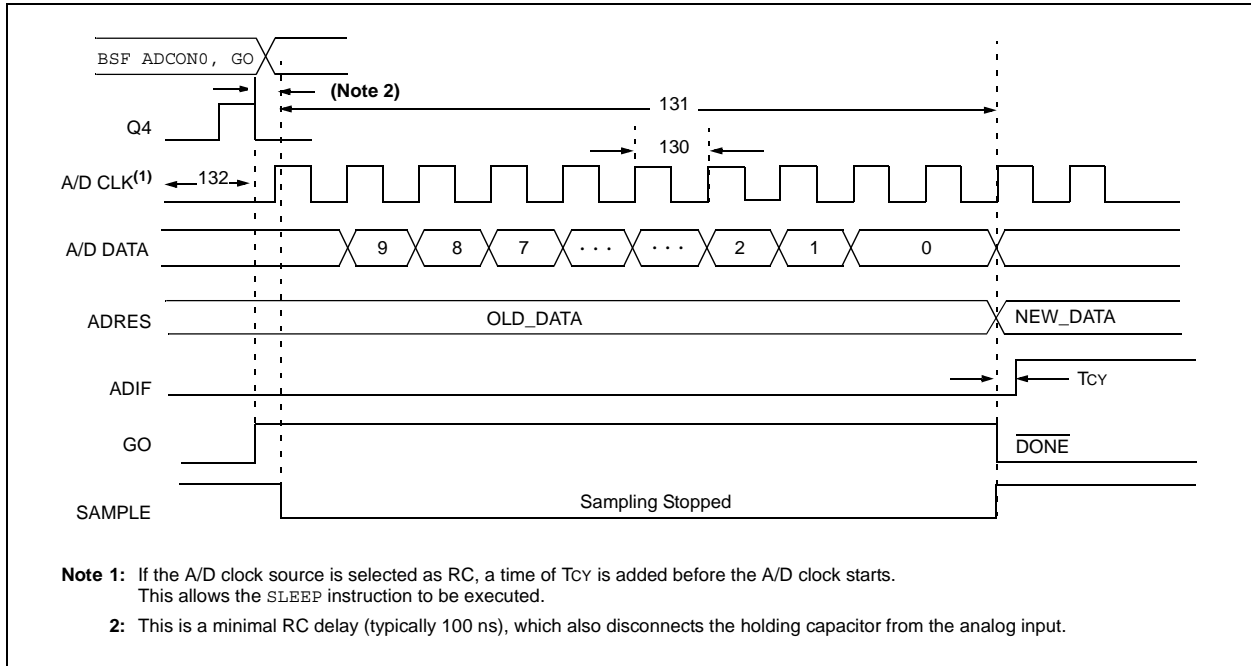 BSF ADCON0, GO
(Note 2)
131
Q4
130
A/D CLK(1)
132
A/D DATA
9 8 7 · · · · · · 2 1 0
ADRES
OLD_DATA
NEW_DATA
ADIF
TCY
GO
DONE
SAMPLE
Sampling Stopped
Note 1: If the A/D clock source is selected as RC, a time of TCY is added before the A/D clock starts.
This allows the SLEEP instruction to be executed.
2: This is a minimal RC delay (typically 100 ns), which also disconnects the holding capacitor from the analog input.